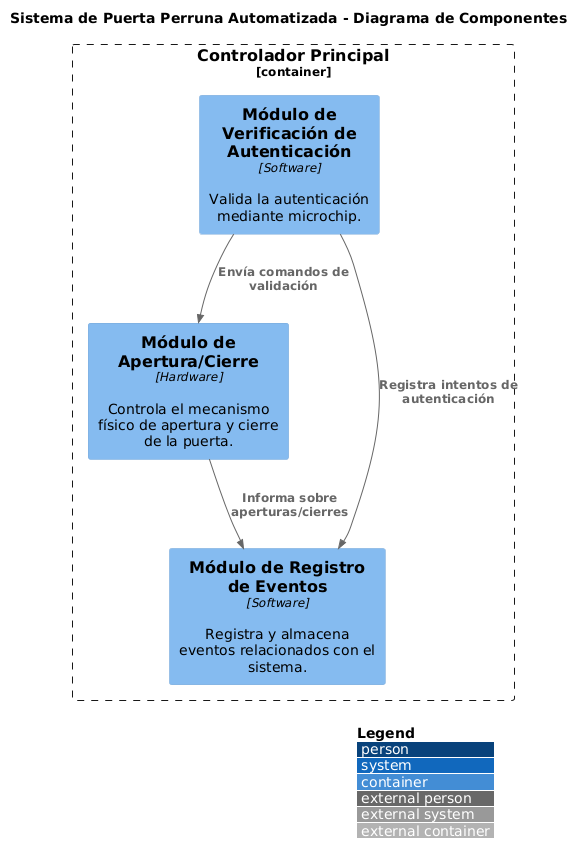 Sistema de Puerta Perruna Automatizada - Diagrama de Componentes
Controlador Principal
[container]
Módulo de
Verificación de
Autenticación
[Software]
Valida la autenticación
mediante microchip.
Envía comandos de
validación
Módulo de
Apertura/Cierre
[Hardware]
Controla el mecanismo
físico de apertura y cierre
de la puerta.
Registra intentos de
autenticación
Informa sobre
aperturas/cierres
Módulo de Registro
de Eventos
[Software]
Registra y almacena
eventos relacionados con el
sistema.
Legend
person
system
container
external person
external system
external container